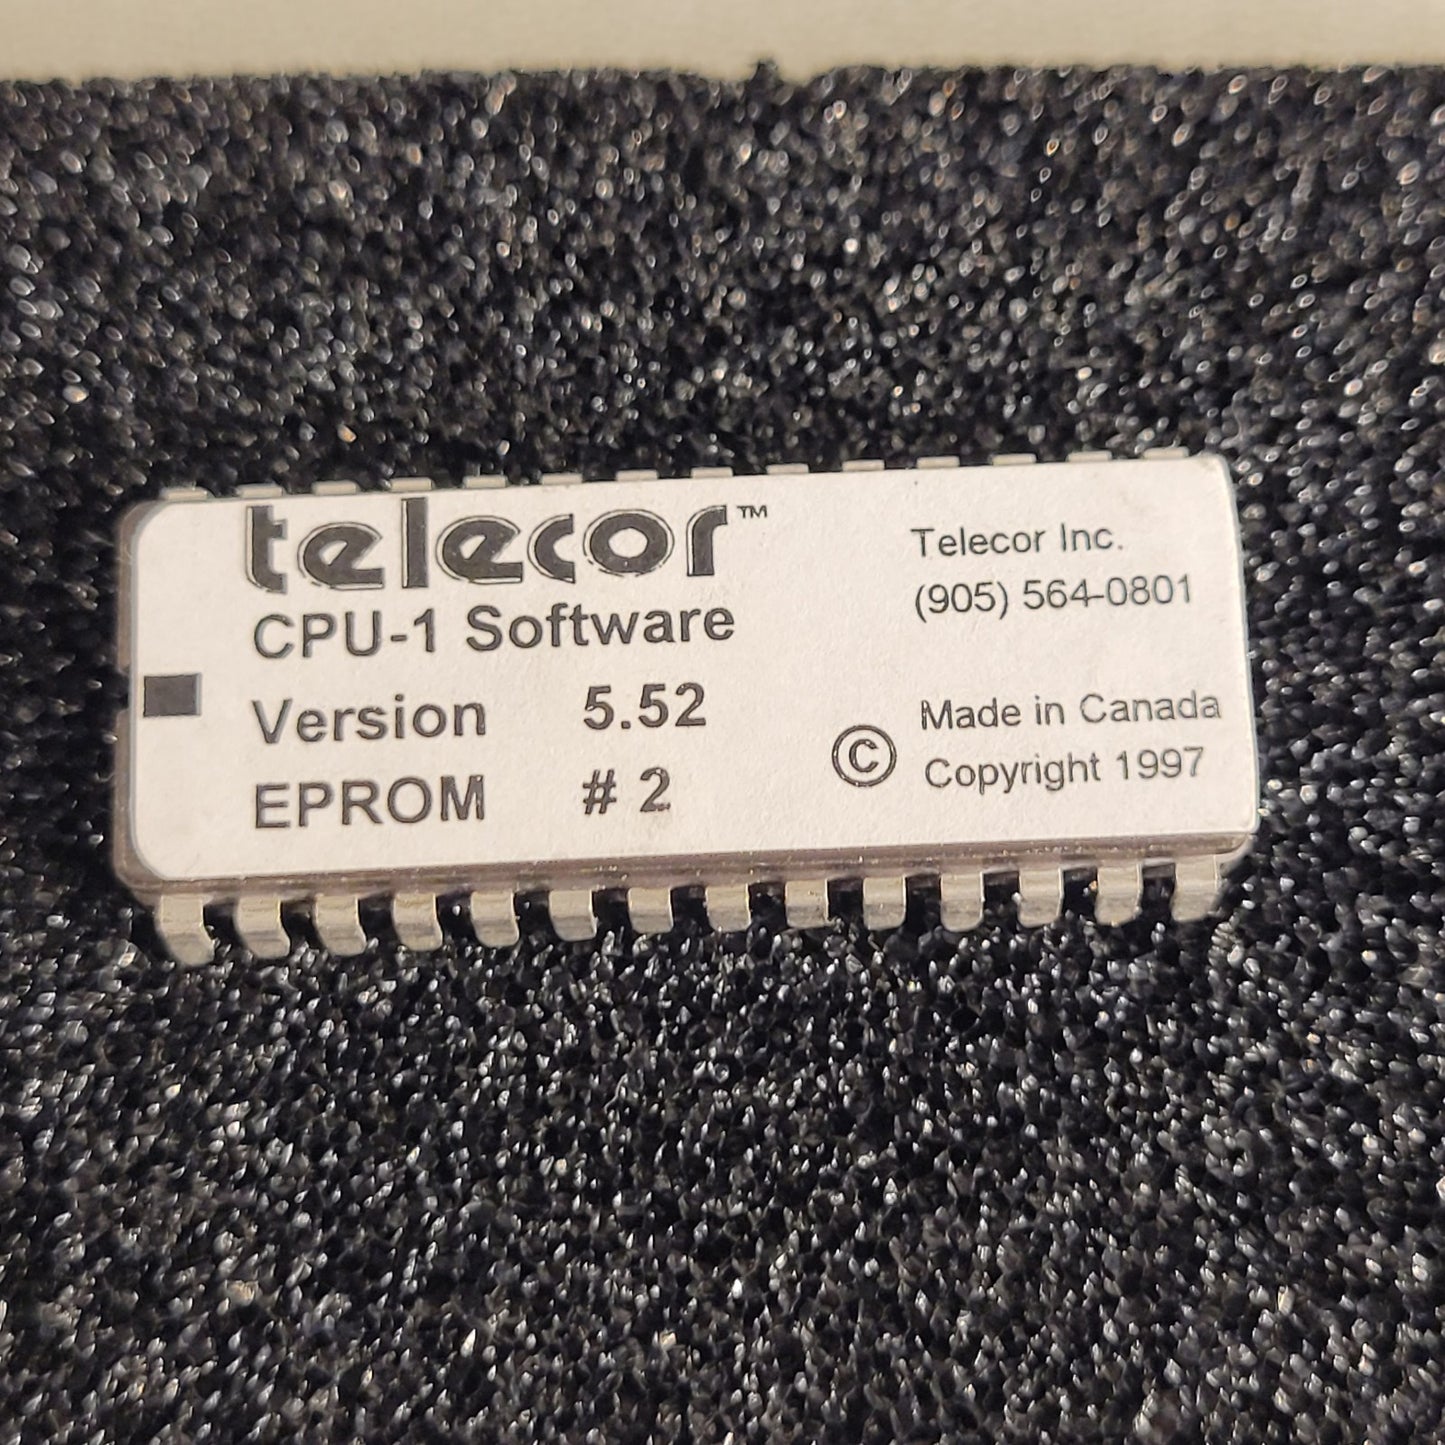 telecor™
CPU-1 Software
Version 5.52
EPROM # 2
Telecor Inc.
(905) 564-0801
Made in Canada
© Copyright 1997